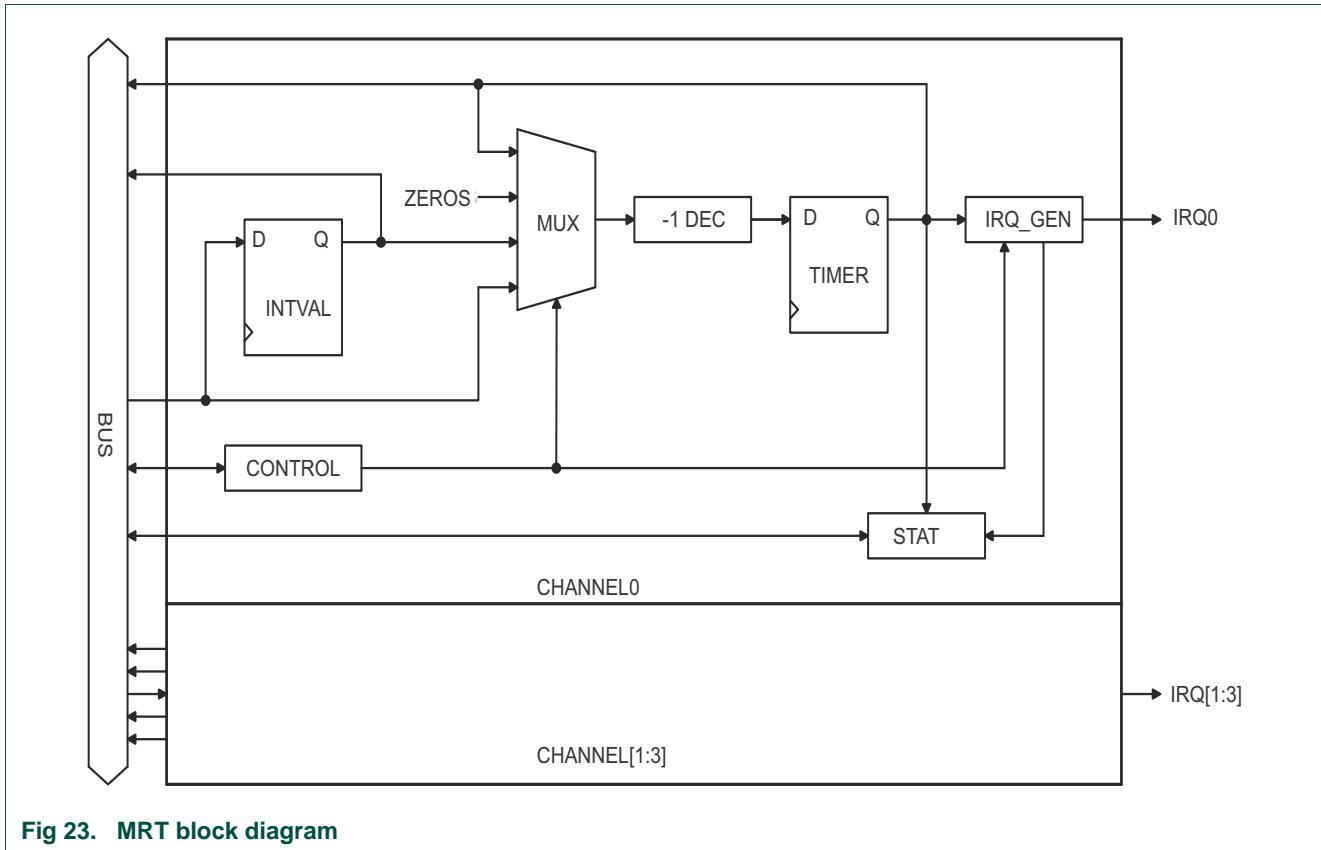 ZEROS
MUX
-1 DEC
D Q
TIMER
IRQ_GEN
IRQ0
D Q
INTVAL
BUS
CONTROL
STAT
CHANNEL0
IRQ[1:3]
CHANNEL[1:3]
Fig 23. MRT block diagram